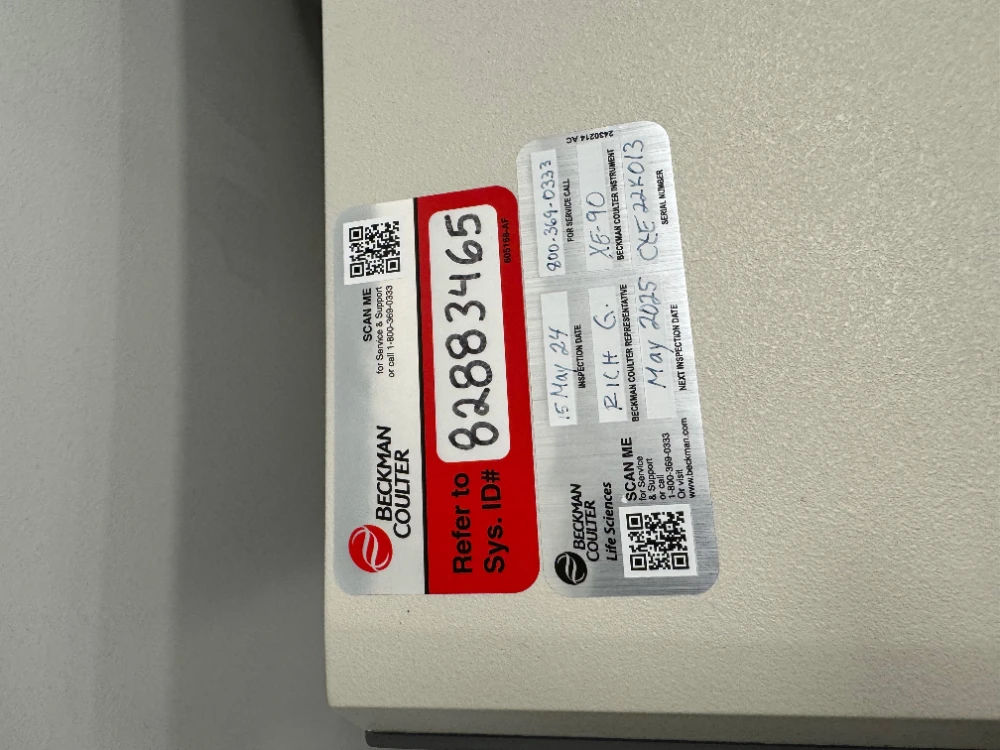 BECKMAN
COULTER
SCAN ME
for Service & Support
or call 1-800-369-0333
Refer to
Sys. ID#
82883465
605168-AF
BECKMAN
COULTER
Life Sciences
SCAN ME
for Service
& Support
or call
1-800-369-0333
Or visit
www.beckman.com
15 May 24
INSPECTION DATE
RICH G.
BECKMAN COULTER REPRESENTATIVE
May 2025
NEXT INSPECTION DATE
800-369-0333
FOR SERVICE CALL
XE-90
BECKMAN COULTER INSTRUMENT
SERIAL NUMBER
2430214 AC